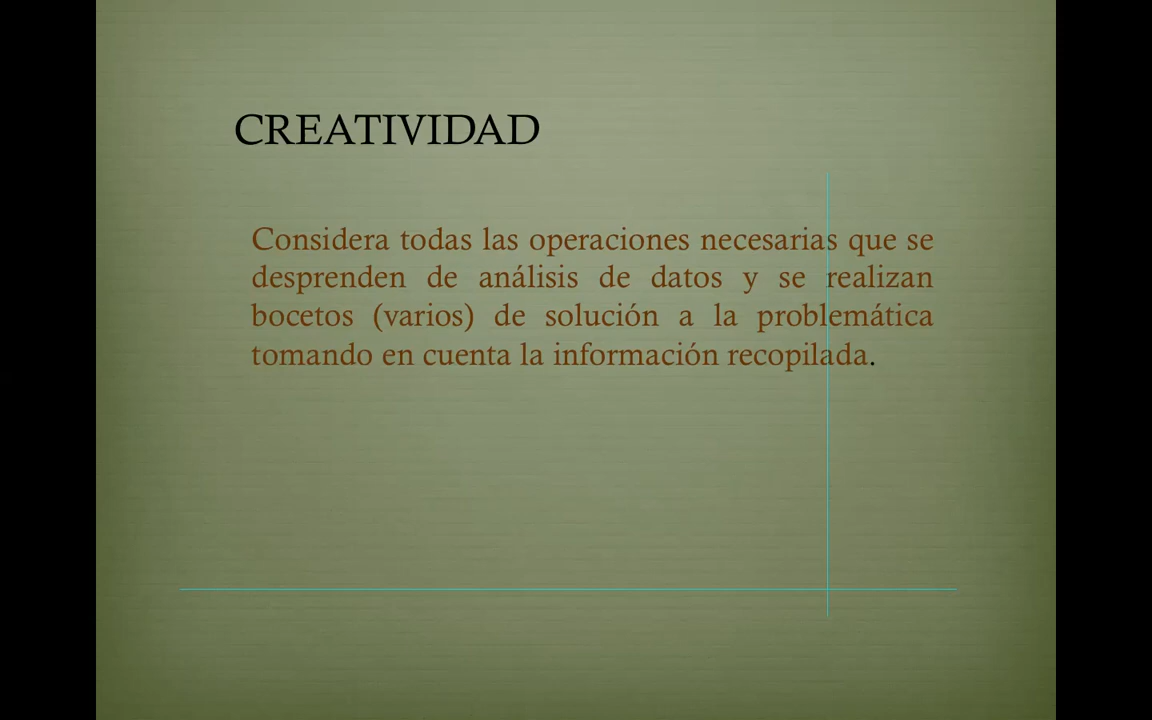 CREATIVIDAD
Considera todas las operaciones necesarias que se
desprenden de análisis de datos y se realizan
bocetos (varios) de solución a la problemática
tomando en cuenta la información recopilada.